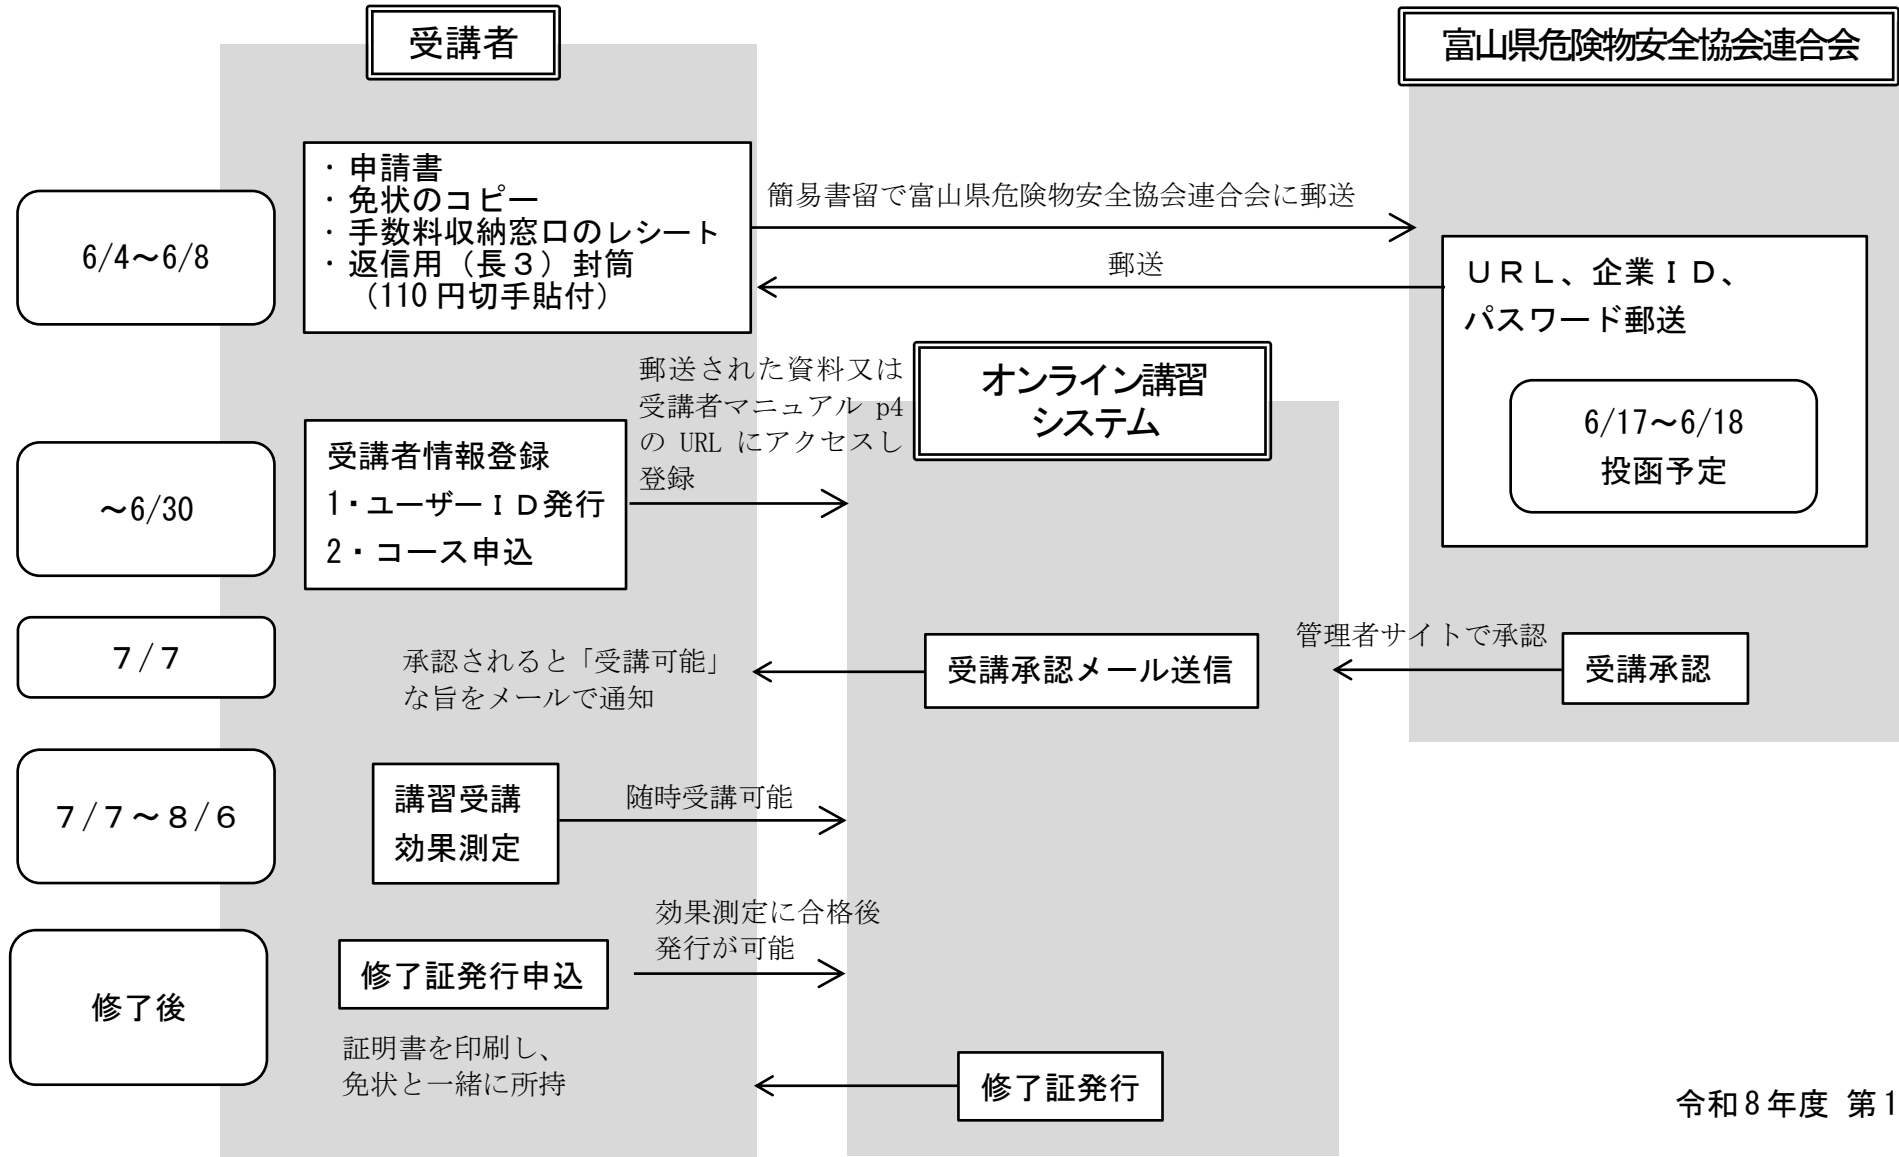 受講者
富山県危険物安全協会連合会
6/4～6/8
・申請書
・免状のコピー
・手数料収納窓口のレシート
・返信用（長３）封筒
（110 円切手貼付）
簡易書留で富山県危険物安全協会連合会に郵送
郵送
ＵＲＬ、企業ＩＤ、
パスワード郵送
6/17～6/18
投函予定
オンライン講習
システム
～6/30
受講者情報登録
1・ユーザーＩＤ発行
2・コース申込
郵送された資料又は
受講者マニュアル p4
の URL にアクセスし
登録
７/７
承認されると「受講可能」
な旨をメールで通知
受講承認メール送信
管理者サイトで承認
受講承認
７/７～８/６
講習受講
効果測定
随時受講可能
修了後
修了証発行申込
効果測定に合格後
発行が可能
証明書を印刷し、
免状と一緒に所持
修了証発行
令和８年度 第１